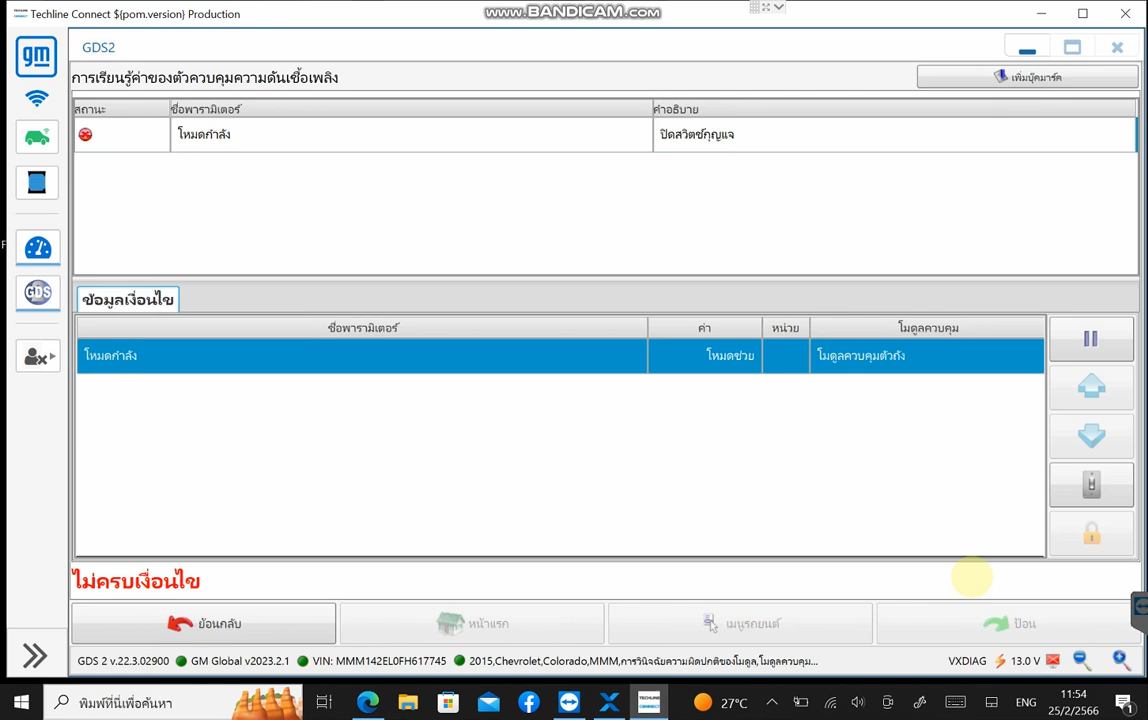 Techline Connect ${pom.version} Production
www.BANDICAM.com
gm
GDS2
การเรียนรู้ค่าของตัวควบคุมความดันเชื้อเพลิง
เพิ่มบุ๊คมาร์ค
สถานะ ชื่อพารามิเตอร์ คำอธิบาย
โหมดกำลัง ปิดสวิตช์กุญแจ
GDS
ข้อมูลเงื่อนไข
ชื่อพารามิเตอร์ ค่า หน่วย โมดูลควบคุม
โหมดกำลัง โหมดช่วย โมดูลควบคุมตัวถัง
ไม่ครบเงื่อนไข
ย้อนกลับ หน้าแรก เมนูรถยนต์ ป้อน
GDS 2 v.22.3.02900 GM Global v2023.2.1 VIN: MMM142EL0FH617745 2015,Chevrolet,Colorado,MMM,การวินิจฉัยความผิดปกติของโมดูล,โมดูลควบคุม... VXDIAG 13.0 V
พิมพ์ที่นี่เพื่อค้นหา TECHLINE CONNECT 27°C ENG 11:54
25/2/2566 1